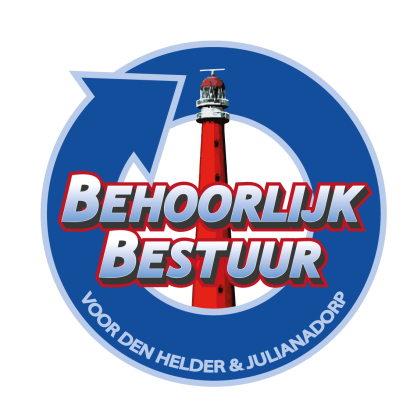 BEHOORLIJK
BESTUUR
VOOR DEN HELDER & JULIANADORP